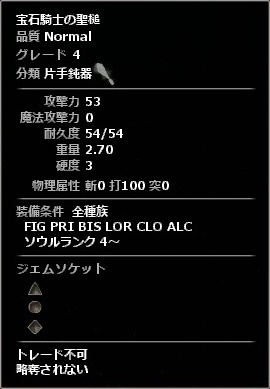 宝石騎士の聖槌
品質 Normal
グレード 4
分類 片手鈍器
攻撃力 53
魔法攻撃力 0
耐久度 54/54
重量 2.70
硬度 3
物理属性 斬0 打100 突0
装備条件 全種族
FIG PRI BIS LOR CLO ALC
ソウルランク 4～
ジェムソケット
トレード不可
略奪されない